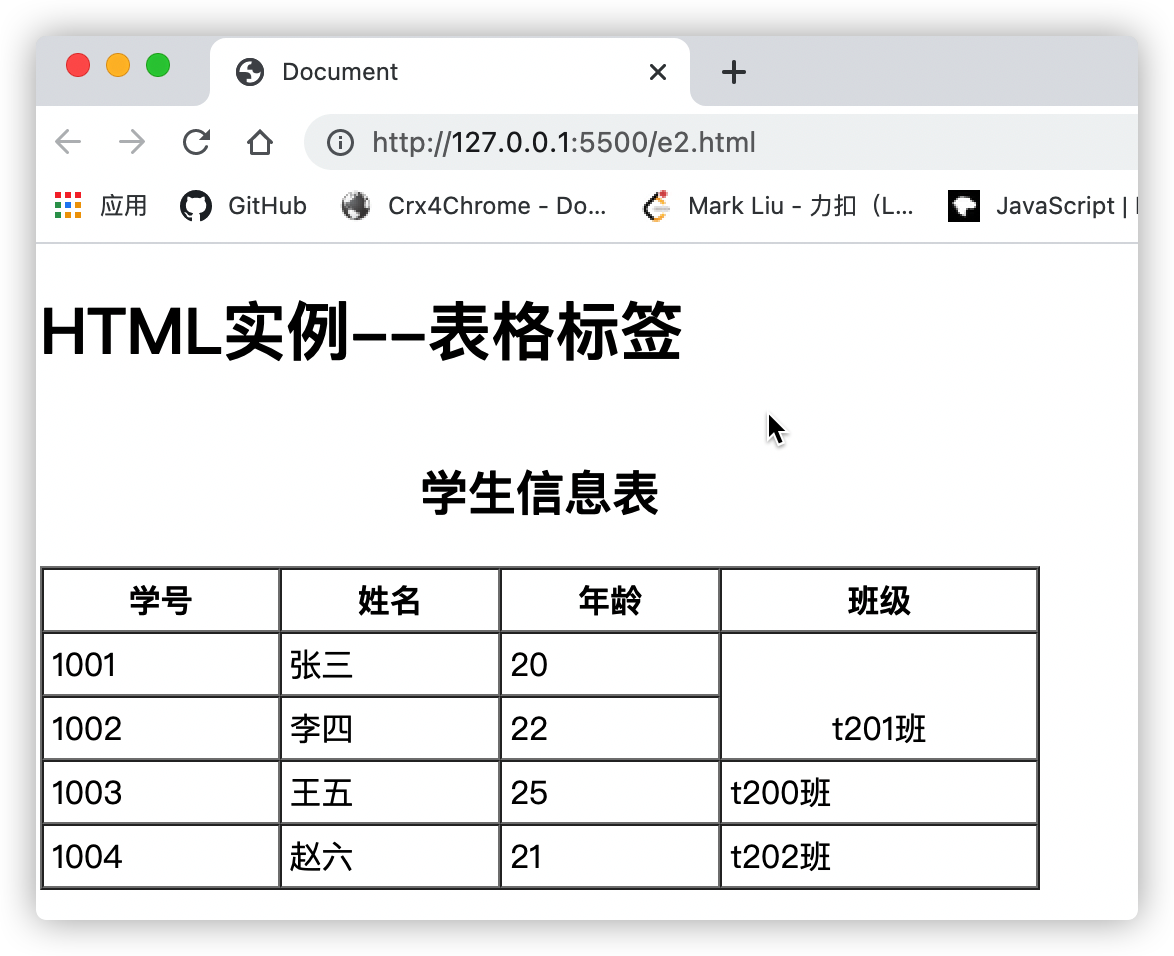 Document
http://127.0.0.1:5500/e2.html
应用 GitHub Crx4Chrome - Do... Mark Liu - 力扣（L... JavaScript |
HTML实例--表格标签
学生信息表
学号 姓名 年龄 班级
1001 张三 20
1002 李四 22 t201班
1003 王五 25 t200班
1004 赵六 21 t202班